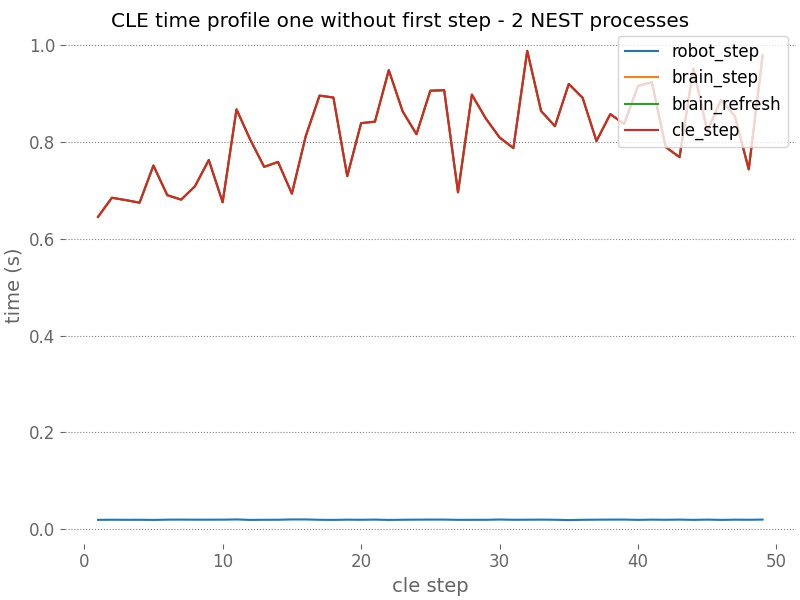 CLE time profile one without first step - 2 NEST processes
robot_step
brain_step
brain_refresh
cle_step
time (s)
1.0
0.8
0.6
0.4
0.2
0.0
0 10 20 30 40 50
cle step